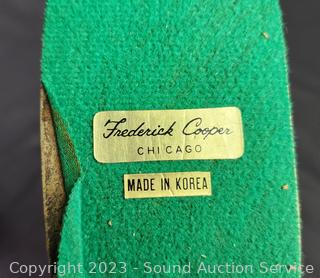 Frederick Cooper
CHICAGO
MADE IN KOREA
Copyright 2023 - Sound Auction Service